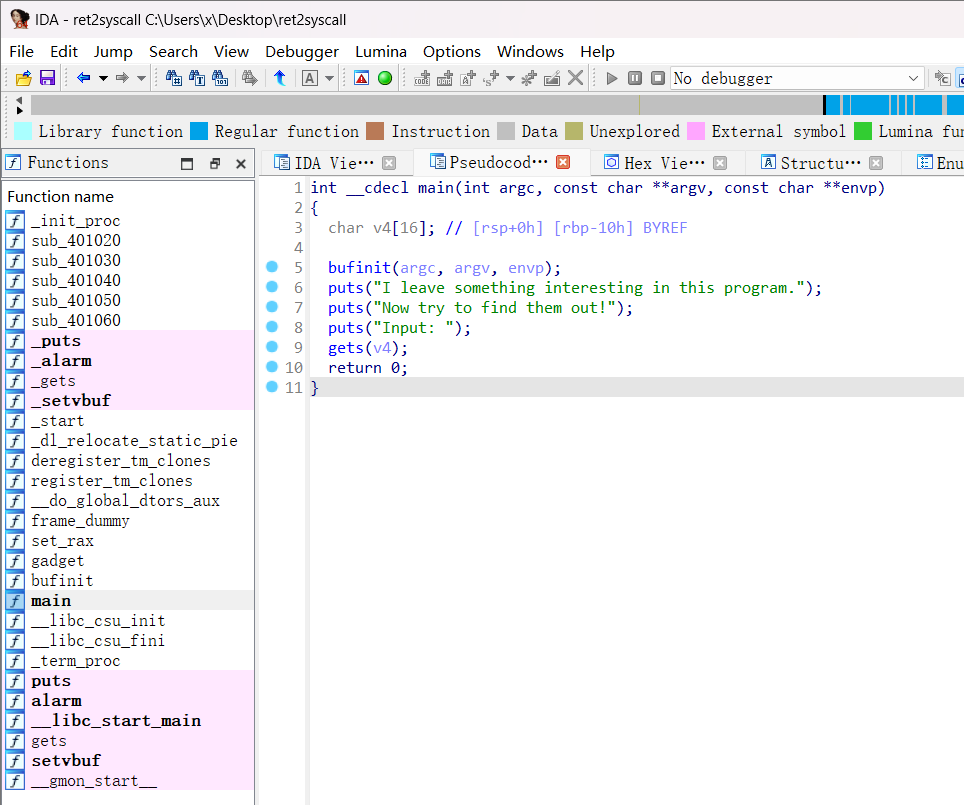 IDA - ret2syscall C:\Users\x\Desktop\ret2syscall
File Edit Jump Search View Debugger Lumina Options Windows Help
No debugger
Library function Regular function Instruction Data Unexplored External symbol Lumina fun
Functions
IDA Vie··· Pseudocod··· Hex Vie··· Structu··· Enu
Function name
_init_proc
sub_401020
sub_401030
sub_401040
sub_401050
sub_401060
_puts
_alarm
_gets
_setvbuf
_start
_dl_relocate_static_pie
deregister_tm_clones
register_tm_clones
__do_global_dtors_aux
frame_dummy
set_rax
gadget
bufinit
main
__libc_csu_init
__libc_csu_fini
_term_proc
puts
alarm
__libc_start_main
gets
setvbuf
__gmon_start__
1 int __cdecl main(int argc, const char **argv, const char **envp)
2 {
3   char v4[16]; // [rsp+0h] [rbp-10h] BYREF
4
5   bufinit(argc, argv, envp);
6   puts("I leave something interesting in this program.");
7   puts("Now try to find them out!");
8   puts("Input: ");
9   gets(v4);
10   return 0;
11 }